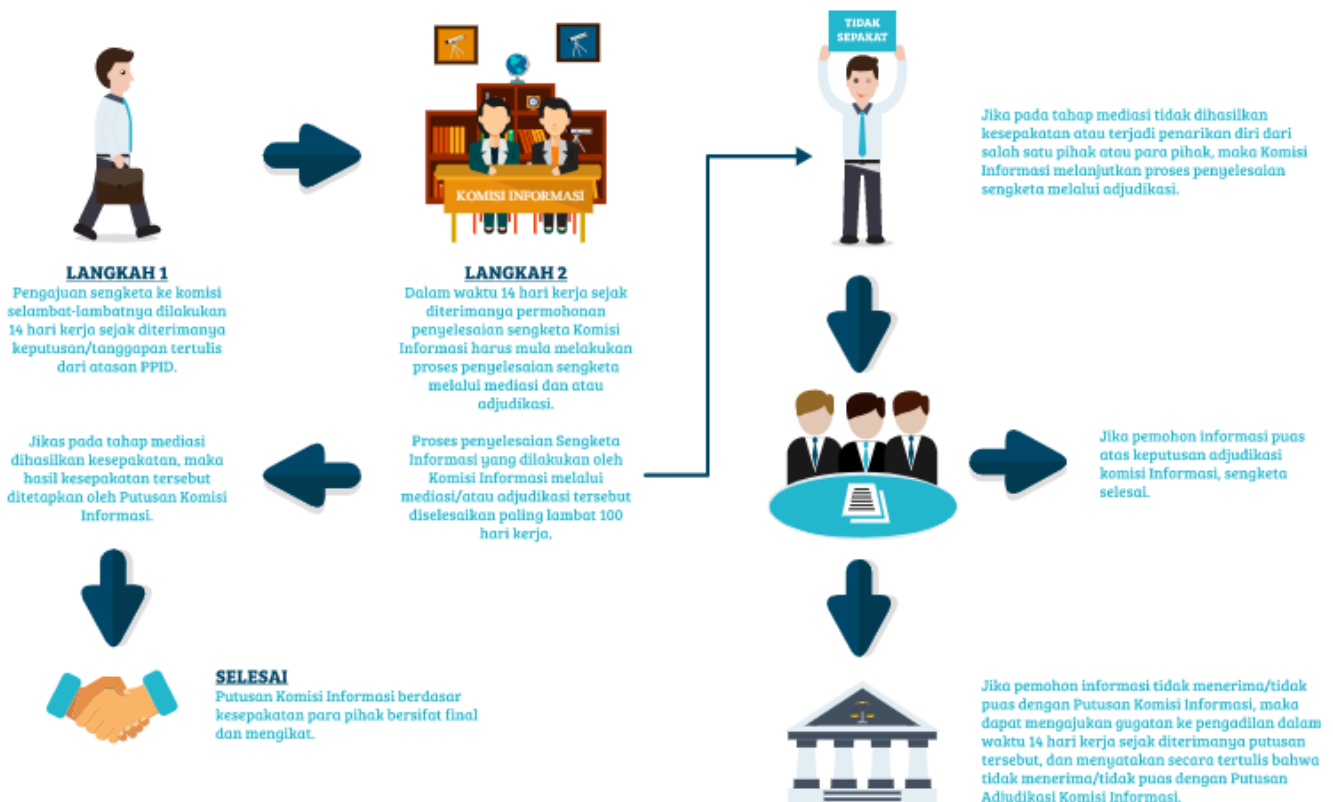 TIDAK
SEPAKAT
KOMISI INFORMASI
LANGKAH 1
Pengajuan sengketa ke komisi
selambat-lambatnya dilakukan
14 hari kerja sejak diterimanya
keputusan/tanggapan tertulis
dari atasan PPID.
LANGKAH 2
Dalam waktu 14 hari kerja sejak
diterimanya permohonan
penyelesaian sengketa Komisi
Informasi harus mula melakukan
proses penyelesaian sengketa
melalui mediasi dan atau
adjudikasi.
Proses penyelesaian Sengketa
Informasi yang dilakukan oleh
Komisi Informasi melalui
mediasi/atau adjudikasi tersebut
diselesaikan paling lambat 100
hari kerja.
Jikas pada tahap mediasi
dihasilkan kesepakatan, maka
hasil kesepakatan tersebut
ditetapkan oleh Putusan Komisi
Informasi.
SELESAI
Putusan Komisi Informasi berdasar
kesepakatan para pihak bersifat final
dan mengikat.
Jika pada tahap mediasi tidak dihasilkan
kesepakatan atau terjadi penarikan diri dari
salah satu pihak atau para pihak, maka Komisi
Informasi melanjutkan proses penyelesaian
sengketa melalui adjudikasi.
Jika pemohon informasi puas
atas keputusan adjudikasi
komisi Informasi, sengketa
selesai.
Jika pemohon informasi tidak menerima/tidak
puas dengan Putusan Komisi Informasi, maka
dapat mengajukan gugatan ke pengadilan dalam
waktu 14 hari kerja sejak diterimanya putusan
tersebut, dan menyatakan secara tertulis bahwa
tidak menerima/tidak puas dengan Putusan
Adjudikasi Komisi Informasi.